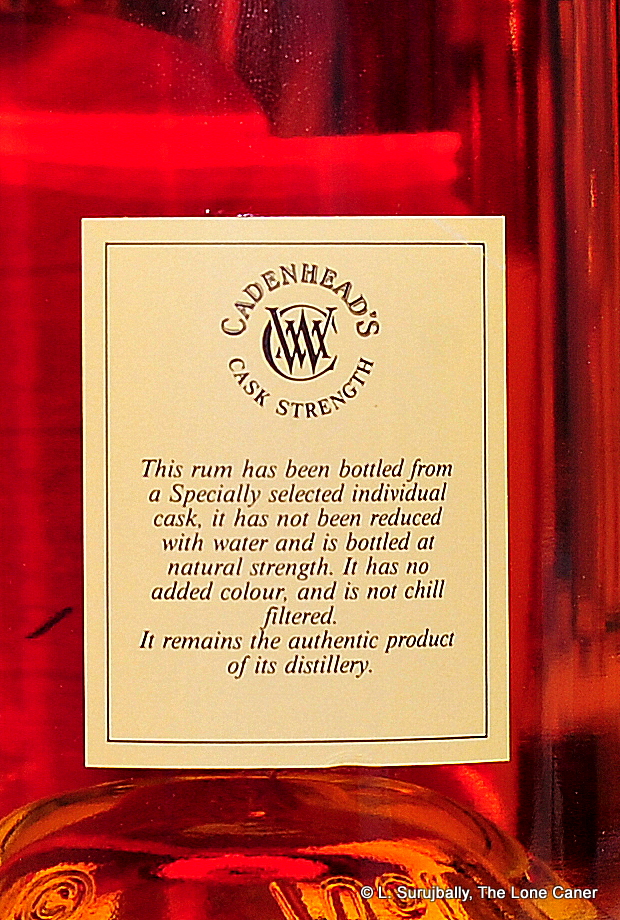 CADENHEAD'S
WC
CASK STRENGTH
This rum has been bottled from
a Specially selected individual
cask, it has not been reduced
with water and is bottled at
natural strength. It has no
added colour, and is not chill
filtered.
It remains the authentic product
of its distillery.
© L. Surujbally, The Lone Caner